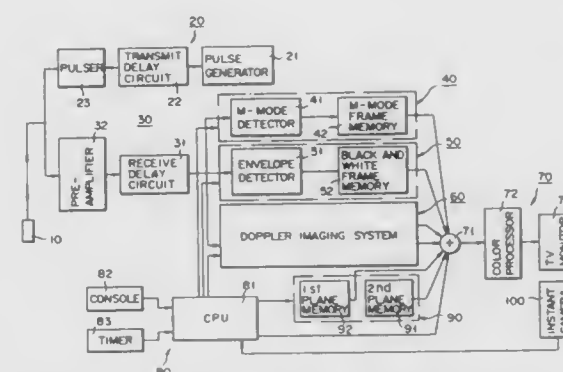 20
PULSER
23
TRANSMIT
DELAY
CIRCUIT
22
PULSE
GENERATOR
21
30
32
PRE-
AMPLIFIER
31
RECEIVE
DELAY
CIRCUIT
10
40
41
M-MODE
DETECTOR
42
M-MODE
FRAME
MEMORY
50
51
ENVELOPE
DETECTOR
52
BLACK AND
WHITE
FRAME
MEMORY
60
DOPPLER IMAGING SYSTEM
71
+
70
72
COLOR
PROCESSOR
TV
MONITOR
100
INSTANT
CAMERA
82
CONSOLE
83
TIMER
81
CPU
80
1st
PLANE
MEMORY
92
2nd
PLANE
MEMORY
91
90